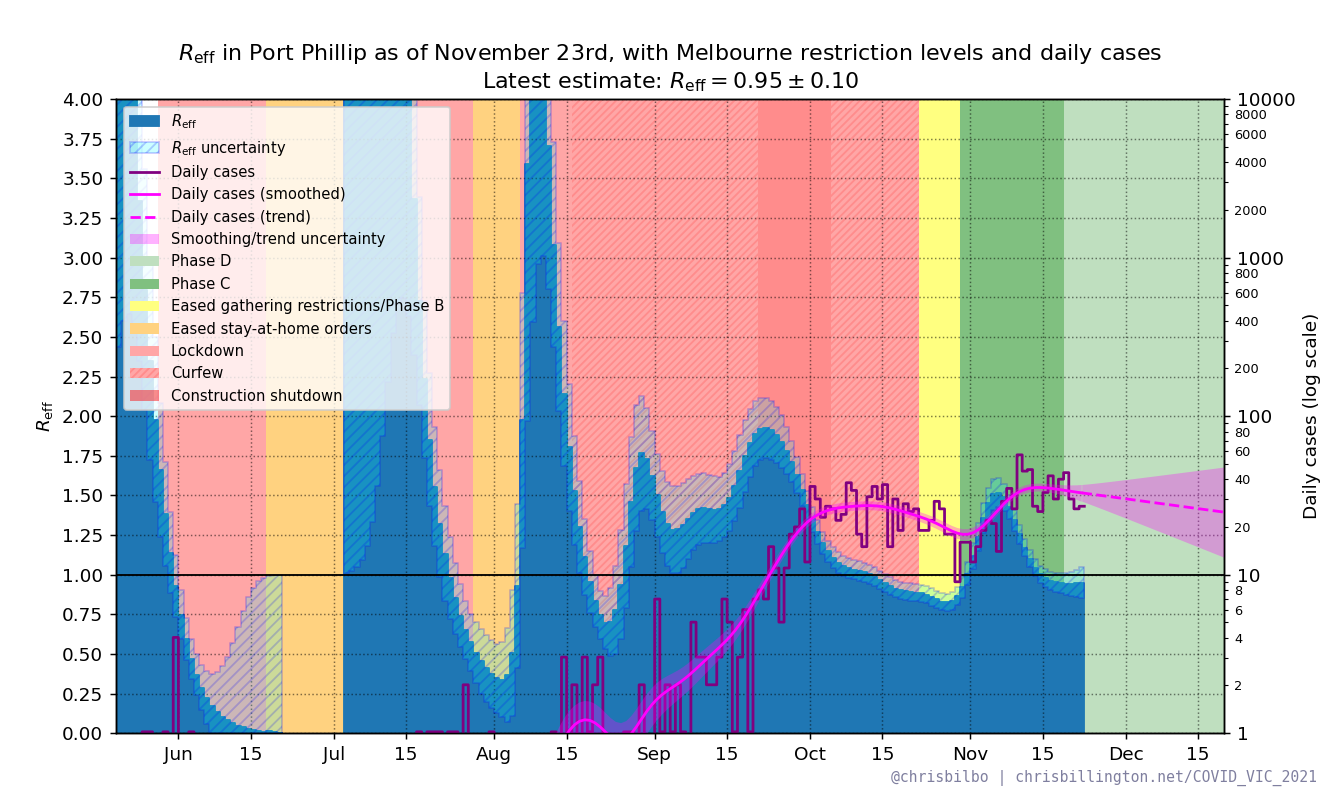 R_eff in Port Phillip as of November 23rd, with Melbourne restriction levels and daily cases
Latest estimate: R_eff = 0.95 ± 0.10
R_eff
R_eff uncertainty
Daily cases
Daily cases (smoothed)
Daily cases (trend)
Smoothing/trend uncertainty
Phase D
Phase C
Eased gathering restrictions/Phase B
Eased stay-at-home orders
Lockdown
Curfew
Construction shutdown
R_eff
4.00
3.75
3.50
3.25
3.00
2.75
2.50
2.25
2.00
1.75
1.50
1.25
1.00
0.75
0.50
0.25
0.00
Jun 15 Jul 15 Aug 15 Sep 15 Oct 15 Nov 15 Dec 15
10000
8000
6000
4000
2000
1000
800
600
400
200
100
80
60
40
20
10
8
6
4
2
1
Daily cases (log scale)
@chrisbilbo | chrisbillington.net/COVID_VIC_2021